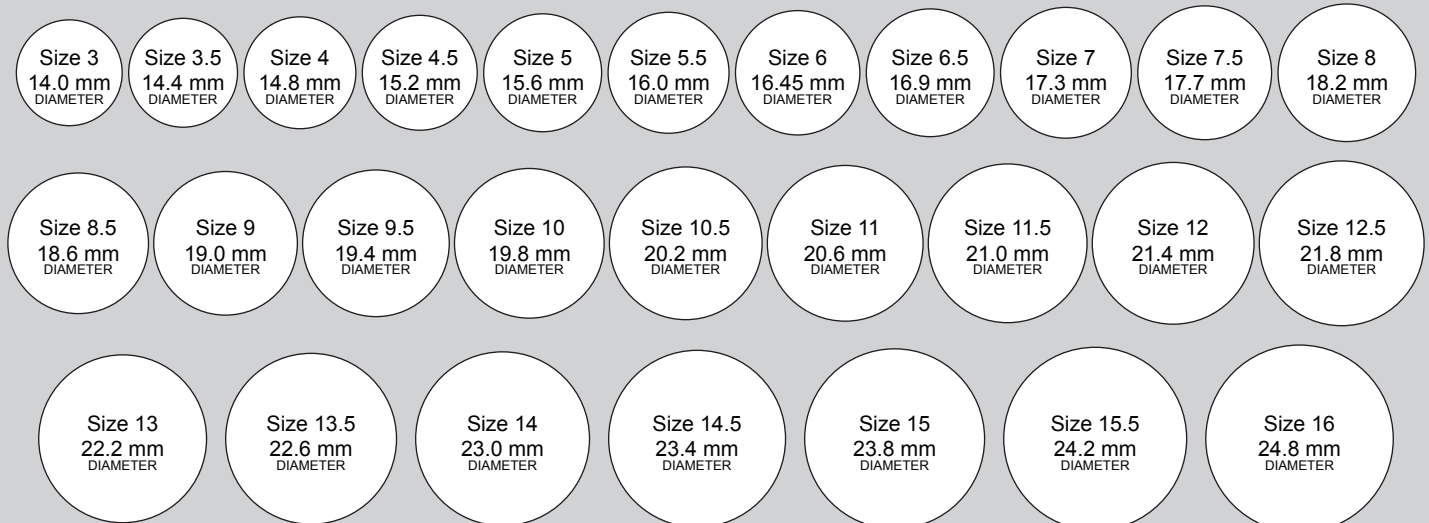 Size 3
14.0 mm
DIAMETER
Size 3.5
14.4 mm
DIAMETER
Size 4
14.8 mm
DIAMETER
Size 4.5
15.2 mm
DIAMETER
Size 5
15.6 mm
DIAMETER
Size 5.5
16.0 mm
DIAMETER
Size 6
16.45 mm
DIAMETER
Size 6.5
16.9 mm
DIAMETER
Size 7
17.3 mm
DIAMETER
Size 7.5
17.7 mm
DIAMETER
Size 8
18.2 mm
DIAMETER
Size 8.5
18.6 mm
DIAMETER
Size 9
19.0 mm
DIAMETER
Size 9.5
19.4 mm
DIAMETER
Size 10
19.8 mm
DIAMETER
Size 10.5
20.2 mm
DIAMETER
Size 11
20.6 mm
DIAMETER
Size 11.5
21.0 mm
DIAMETER
Size 12
21.4 mm
DIAMETER
Size 12.5
21.8 mm
DIAMETER
Size 13
22.2 mm
DIAMETER
Size 13.5
22.6 mm
DIAMETER
Size 14
23.0 mm
DIAMETER
Size 14.5
23.4 mm
DIAMETER
Size 15
23.8 mm
DIAMETER
Size 15.5
24.2 mm
DIAMETER
Size 16
24.8 mm
DIAMETER